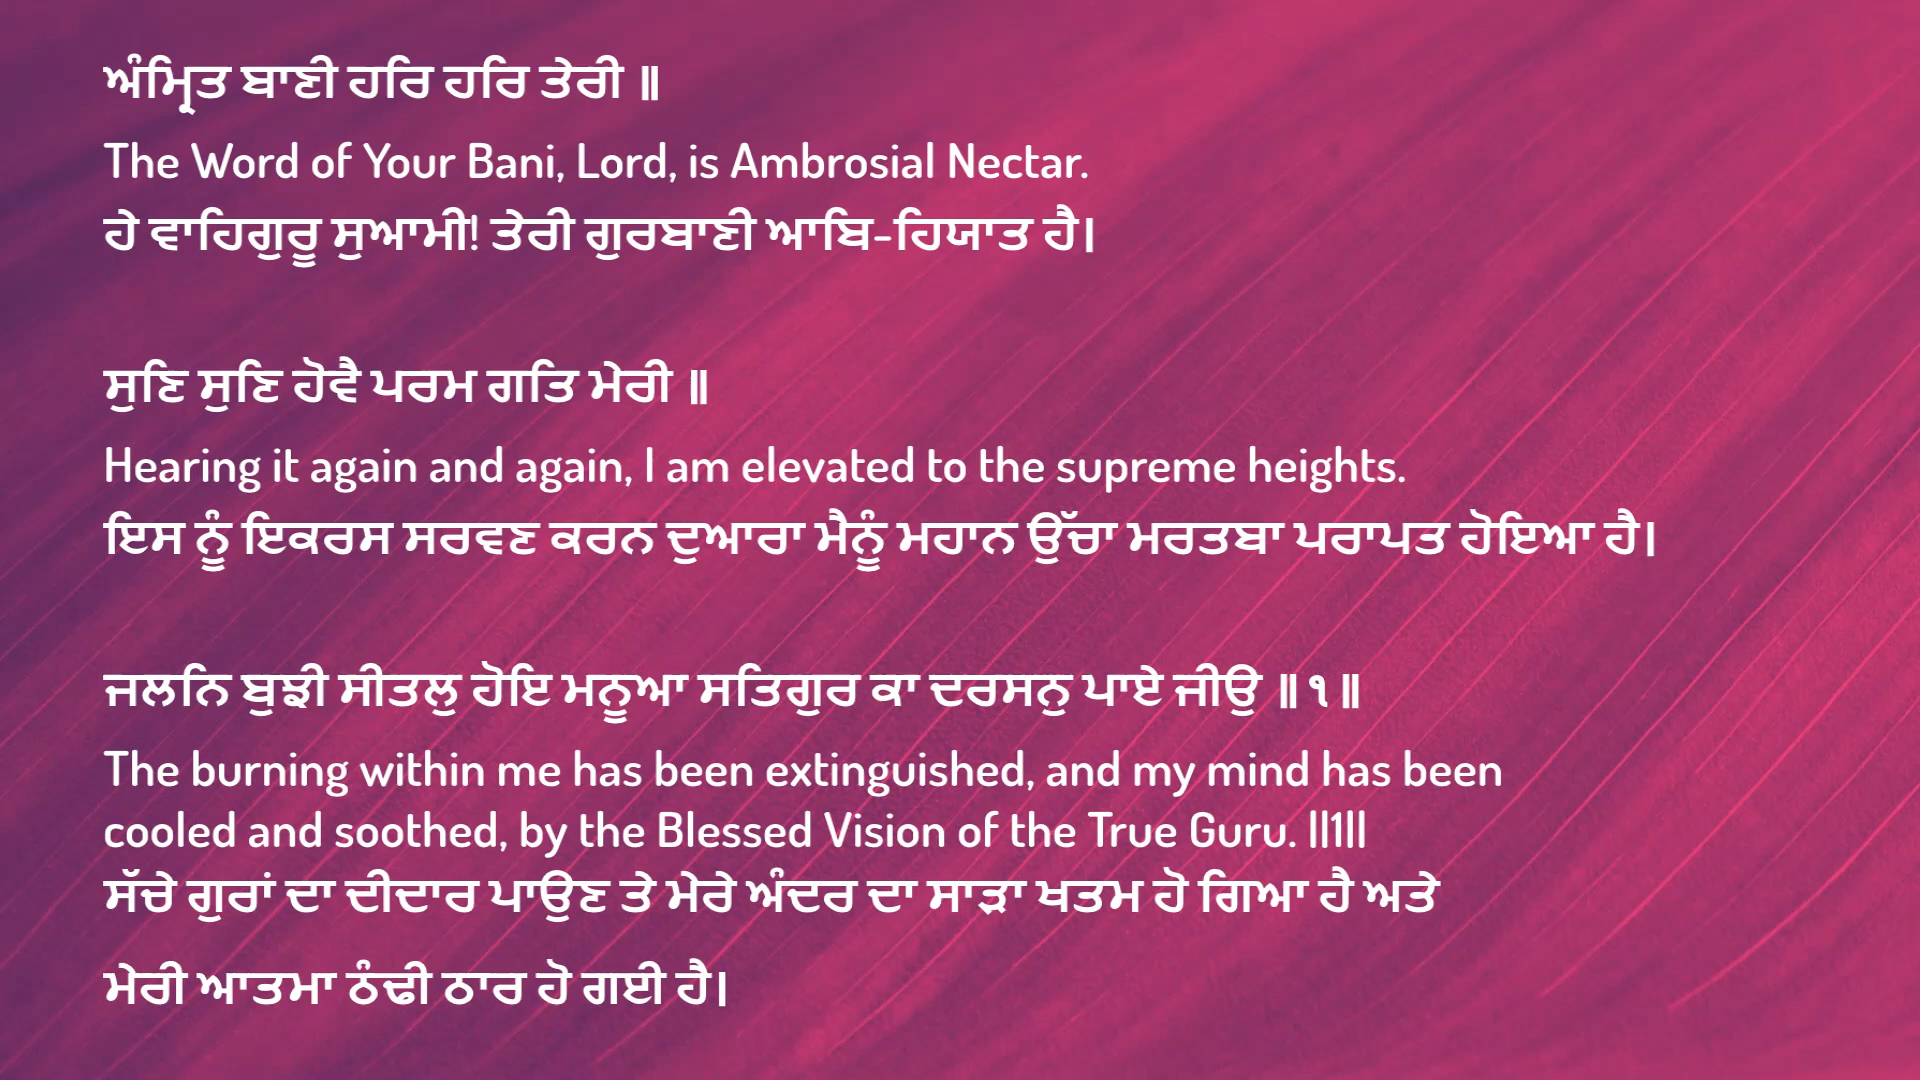 ਅੰਮ੍ਰਿਤ ਬਾਣੀ ਹਰਿ ਹਰਿ ਤੇਰੀ ॥
The Word of Your Bani, Lord, is Ambrosial Nectar.
ਹੇ ਵਾਹਿਗੁਰੂ ਸੁਆਮੀ! ਤੇਰੀ ਗੁਰਬਾਣੀ ਆਬਿ-ਹਿਯਾਤ ਹੈ।
ਸੁਣਿ ਸੁਣਿ ਹੋਵੈ ਪਰਮ ਗਤਿ ਮੇਰੀ ॥
Hearing it again and again, I am elevated to the supreme heights.
ਇਸ ਨੂੰ ਇਕਰਸ ਸਰਵਣ ਕਰਨ ਦੁਆਰਾ ਮੈਨੂੰ ਮਹਾਨ ਉੱਚਾ ਮਰਤਬਾ ਪਰਾਪਤ ਹੋਇਆ ਹੈ।
ਜਲਨਿ ਬੁਝੀ ਸੀਤਲੁ ਹੋਇ ਮਨੂਆ ਸਤਿਗੁਰ ਕਾ ਦਰਸਨੁ ਪਾਏ ਜੀਉ ॥੧॥
The burning within me has been extinguished, and my mind has been
cooled and soothed, by the Blessed Vision of the True Guru. ||1||
ਸੱਚੇ ਗੁਰਾਂ ਦਾ ਦੀਦਾਰ ਪਾਉਣ ਤੇ ਮੇਰੇ ਅੰਦਰ ਦਾ ਸਾੜਾ ਖਤਮ ਹੋ ਗਿਆ ਹੈ ਅਤੇ
ਮੇਰੀ ਆਤਮਾ ਠੰਢੀ ਠਾਰ ਹੋ ਗਈ ਹੈ।